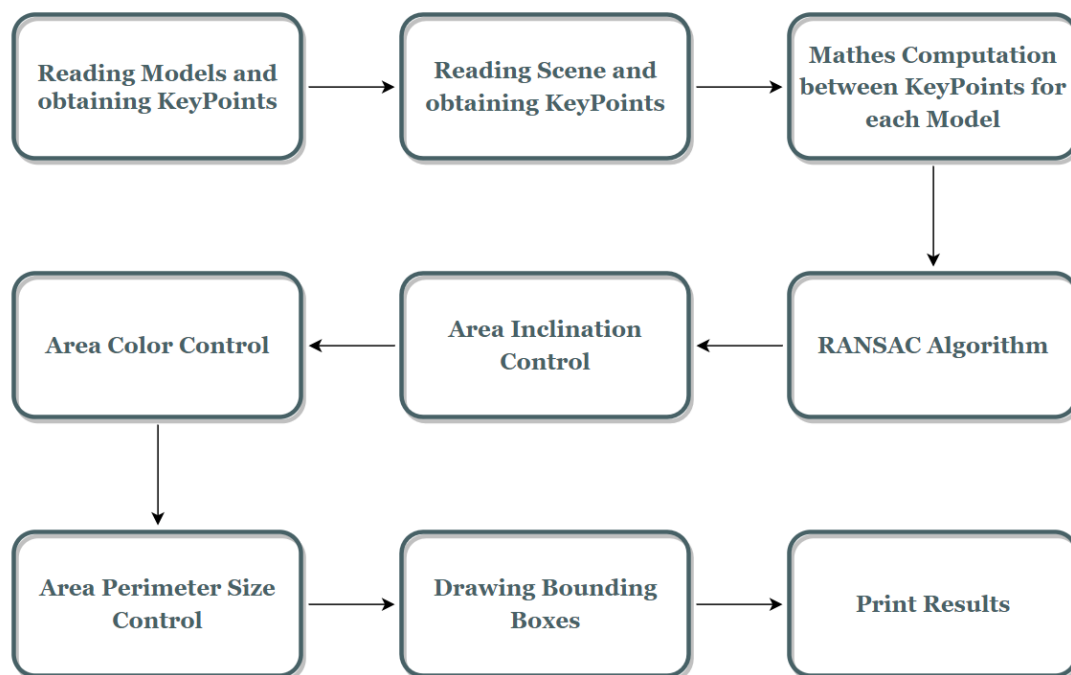 Reading Models and
obtaining KeyPoints
Reading Scene and
obtaining KeyPoints
Mathes Computation
between KeyPoints for
each Model
RANSAC Algorithm
Area Inclination
Control
Area Color Control
Area Perimeter Size
Control
Drawing Bounding
Boxes
Print Results